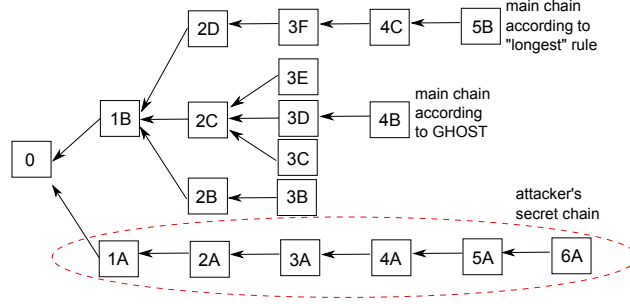 2D
3F
4C
5B
main chain
according to
"longest" rule
3E
1B
2C
3D
4B
main chain
according
to GHOST
0
3C
2B
3B
attacker's
secret chain
1A
2A
3A
4A
5A
6A